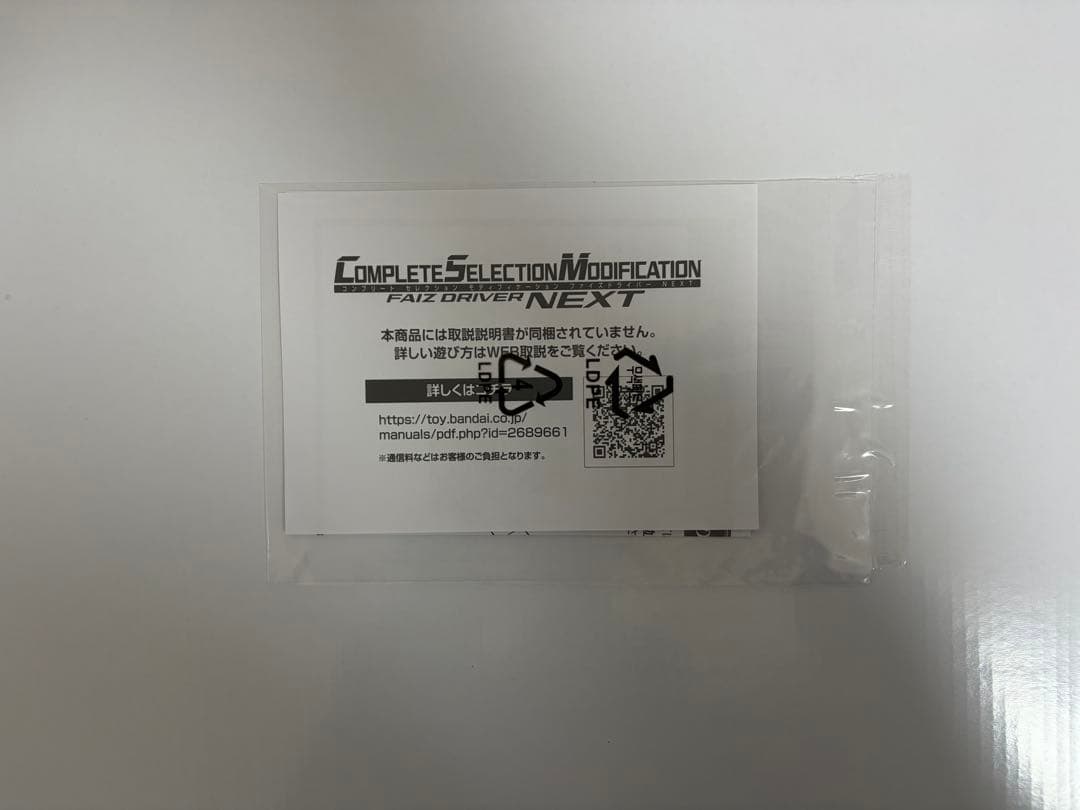 COMPLETE SELECTION MODIFICATION
コンプリート セレクション モディフィケーション ファイズドライバー NEXT
FAIZ DRIVER NEXT
本商品には取説説明書が同梱されていません。
詳しい遊び方はWEB取説をご覧ください。
詳しくはコチラ
https://toy.bandai.co.jp/
manuals/pdf.php?id=2689661
※通信料などはお客様のご負担となります。
4
LDPE
LDPE